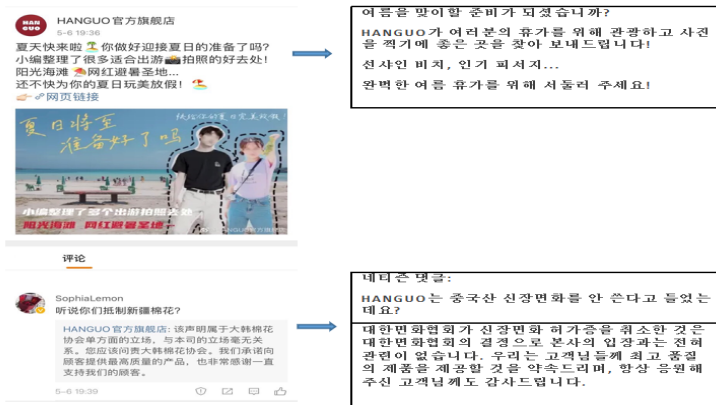 HAN GUO
HANGUO官方旗舰店
5-6 19:36
夏天快来啦 你做好迎接夏日的准备了吗?
小编整理了很多适合出游 拍照的好去处!
阳光海滩 网红避暑圣地...
还不快为你的夏日玩美放假!
网页链接
夏日将至
准备好了吗
小编整理了多个出游拍照去处
阳光海滩 网红避暑圣地
评论
SophiaLemon
听说你们抵制新疆棉花?
HANGUO官方旗舰店: 该声明属于大韩棉花
协会单方面的立场，与本司的立场毫无关
系。您应该问责大韩棉花协会。我们承诺向
顾客提供最高质量的产品，也非常感谢一直
支持我们的顾客。
5-6 19:39
여름을 맞이할 준비가 되셨습니까?
HANGUO가 여러분의 휴가를 위해 관광하고 사진
을 찍기에 좋은 곳을 찾아 보내드립니다!
선샤인 비치, 인기 피서지...
완벽한 여름 휴가를 위해 서둘러 주세요!
네티즌 댓글:
HANGUO는 중국산 신장면화를 안 쓴다고 들었는
데요?
대한면화협회가 신장면화 허가증을 취소한 것은
대한면화협회의 결정으로 본사의 입장과는 전혀
관련이 없습니다. 우리는 고객님들께 최고 품질
의 제품을 제공할 것을 약속드리며, 항상 응원해
주신 고객님께도 감사드립니다.